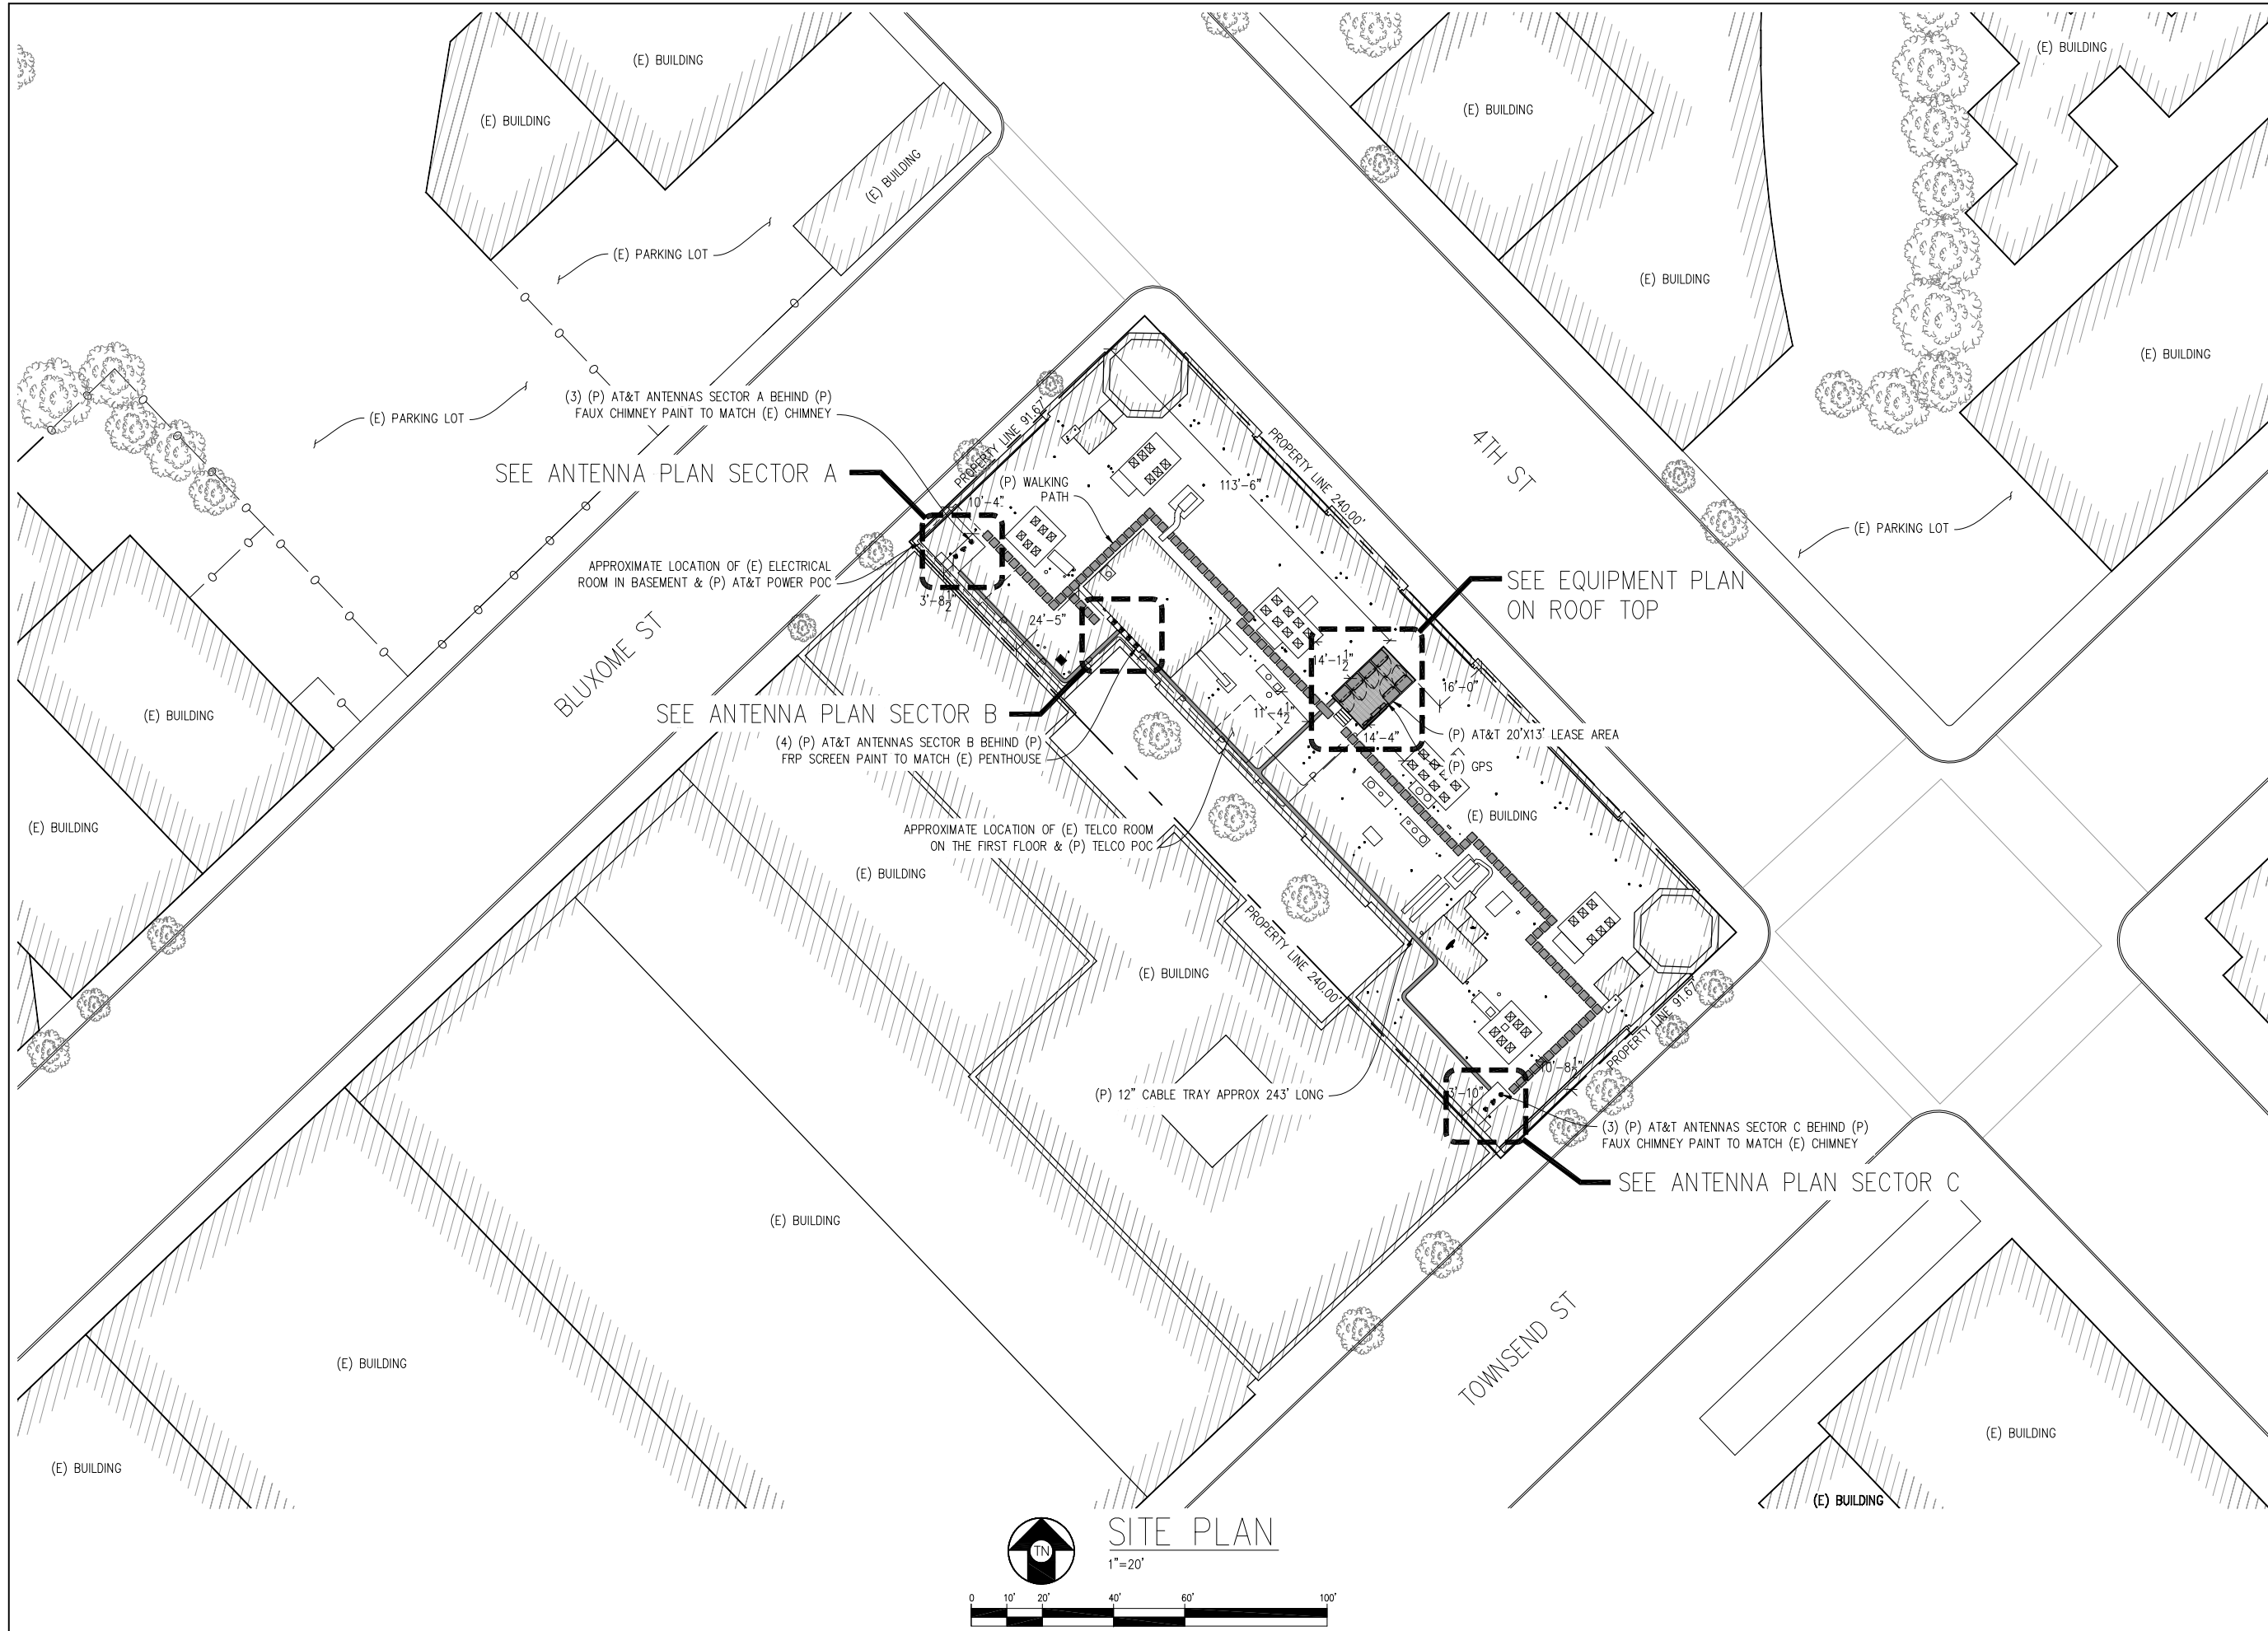 (E) BUILDING
(E) BUILDING
(E) BUILDING
(E) BUILDING
(E) BUILDING
(E) PARKING LOT
(E) BUILDING
(E) BUILDING
(3) (P) AT&T ANTENNAS SECTOR A BEHIND (P)
FAUX CHIMNEY PAINT TO MATCH (E) CHIMNEY
(E) PARKING LOT
PROPERTY LINE 91.67'
PROPERTY LINE 240.00'
4TH ST
SEE ANTENNA PLAN SECTOR A
(P) WALKING
PATH
113'-6"
10'-4"
(E) PARKING LOT
APPROXIMATE LOCATION OF (E) ELECTRICAL
ROOM IN BASEMENT & (P) AT&T POWER POC
3'-8 1/2"
24'-5"
SEE EQUIPMENT PLAN
ON ROOF TOP
BLUXOME ST
14'-1 1/2"
16'-0"
11'-4 1/2"
14'-4"
(E) BUILDING
SEE ANTENNA PLAN SECTOR B
(4) (P) AT&T ANTENNAS SECTOR B BEHIND (P)
FRP SCREEN PAINT TO MATCH (E) PENTHOUSE
(P) AT&T 20'X13' LEASE AREA
(P) GPS
(E) BUILDING
(E) BUILDING
APPROXIMATE LOCATION OF (E) TELCO ROOM
ON THE FIRST FLOOR & (P) TELCO POC
(E) BUILDING
PROPERTY LINE 240.00'
(E) BUILDING
PROPERTY LINE 91.67'
(P) 12" CABLE TRAY APPROX 243' LONG
10'-8 1/2"
3'-10"
(3) (P) AT&T ANTENNAS SECTOR C BEHIND (P)
FAUX CHIMNEY PAINT TO MATCH (E) CHIMNEY
SEE ANTENNA PLAN SECTOR C
(E) BUILDING
TOWNSEND ST
(E) BUILDING
(E) BUILDING
(E) BUILDING
(E) BUILDING
TN
SITE PLAN
1"=20'
0 10' 20' 40' 60' 100'